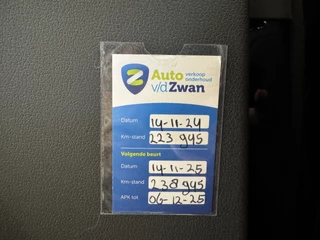 Auto verkoop
onderhoud
v/d Zwan
Datum 14-11-24
Km-stand 223 945
Volgende beurt
Datum 14-11-25
Km-stand 238 945
APK tot 06-12-25